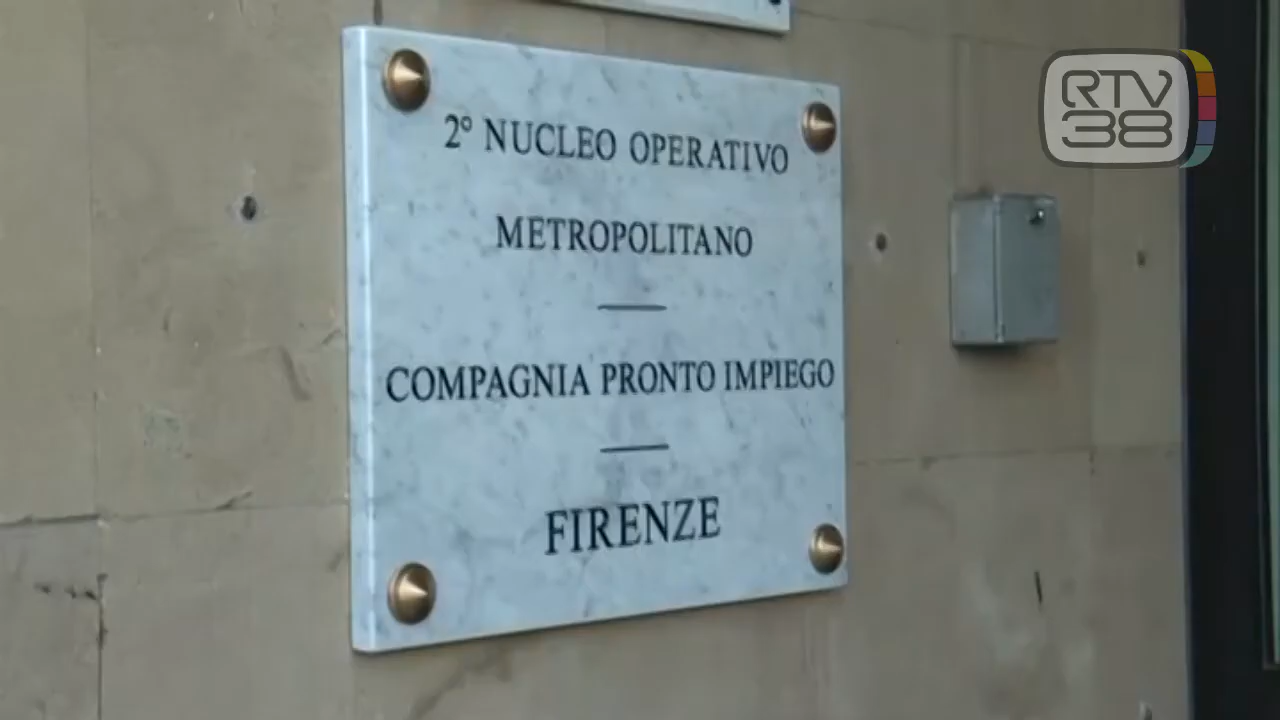 2° NUCLEO OPERATIVO
METROPOLITANO
COMPAGNIA PRONTO IMPIEGO
FIRENZE
RTV
38